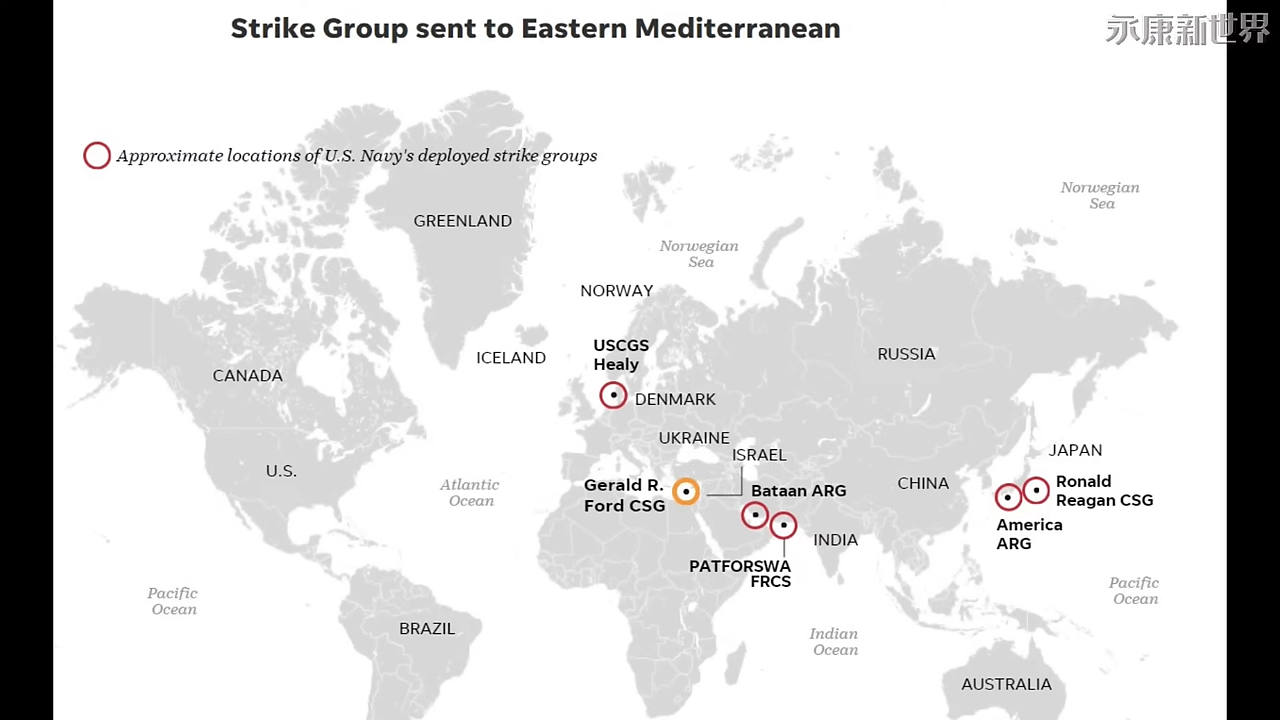 Strike Group sent to Eastern Mediterranean
永康新世界
Approximate locations of U.S. Navy's deployed strike groups
Norwegian
Sea
GREENLAND
Norwegian
Sea
NORWAY
USCGS
Healy
ICELAND
RUSSIA
CANADA
DENMARK
UKRAINE
ISRAEL
JAPAN
U.S.
Atlantic
Ocean
Gerald R.
Ford CSG
Bataan ARG
CHINA
Ronald
Reagan CSG
America
ARG
INDIA
PATFORSWA
FRCS
Pacific
Ocean
Pacific
Ocean
BRAZIL
Indian
Ocean
AUSTRALIA